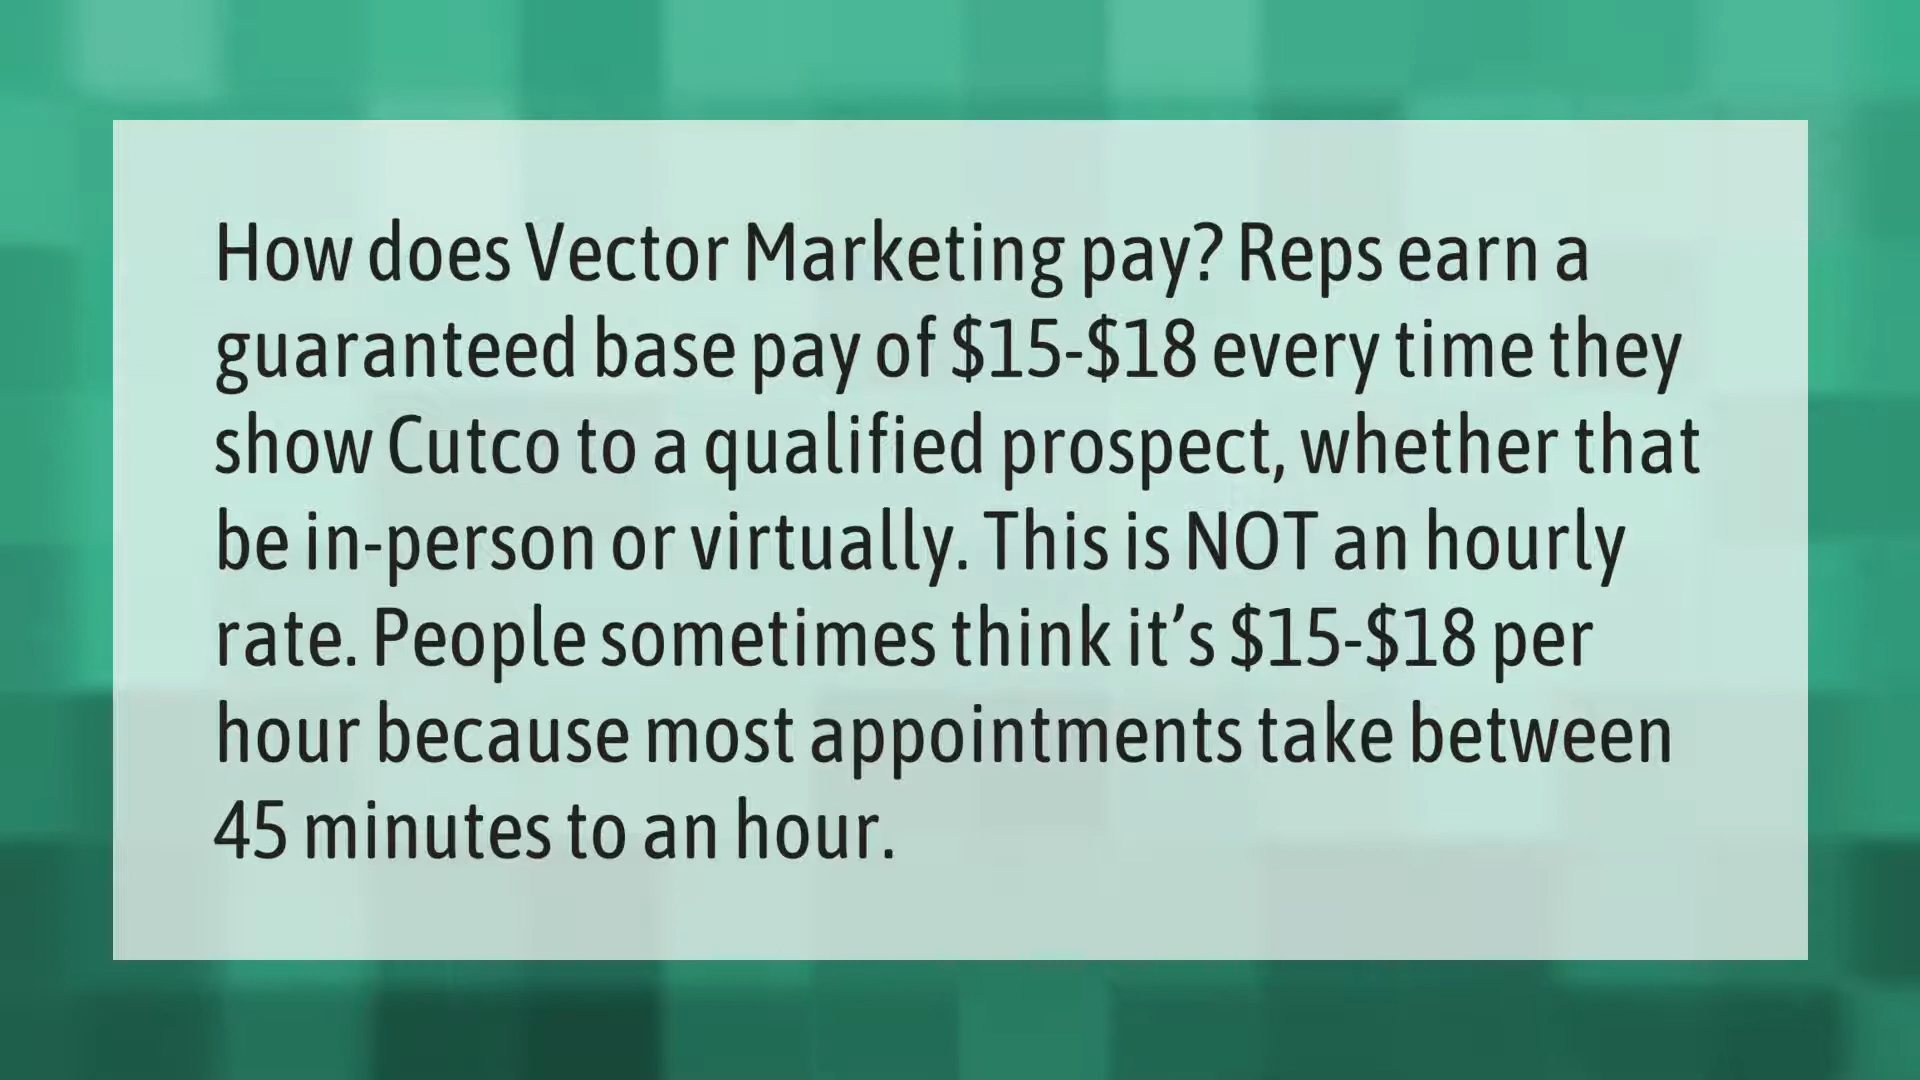 How does Vector Marketing pay? Reps earn a
guaranteed base pay of $15-$18 every time they
show Cutco to a qualified prospect, whether that
be in-person or virtually. This is NOT an hourly
rate. People sometimes think it’s $15-$18 per
hour because most appointments take between
45 minutes to an hour.